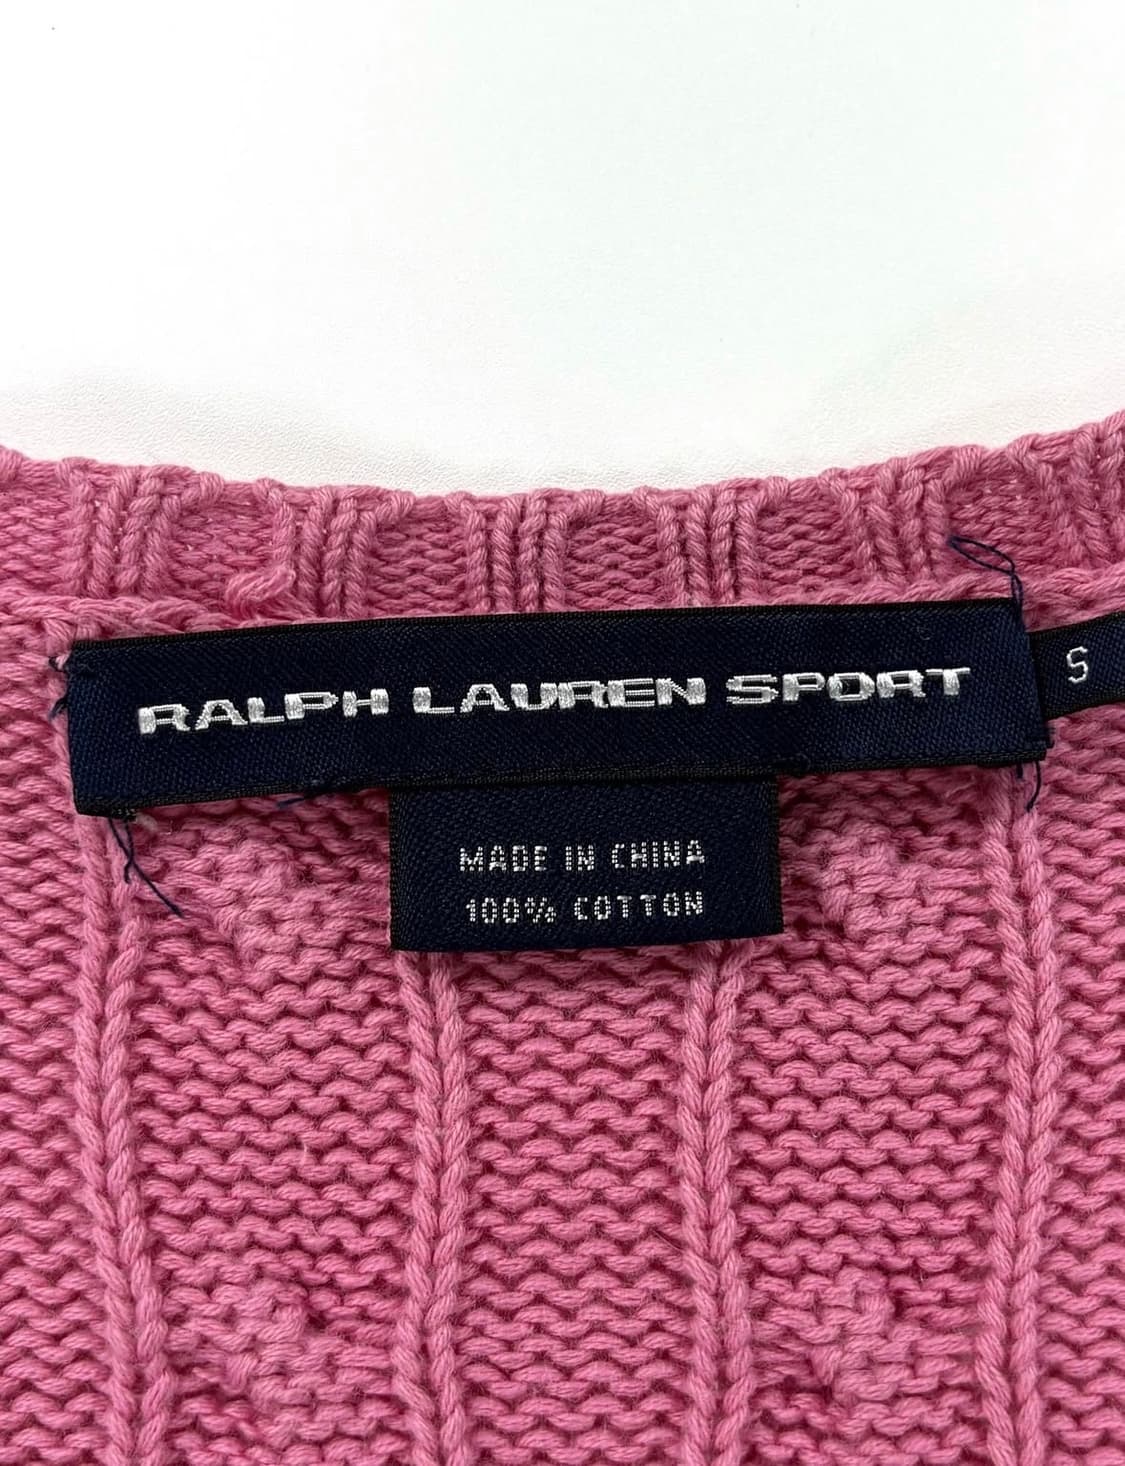 RALPH LAUREN SPORT
S
MADE IN CHINA
100% COTTON